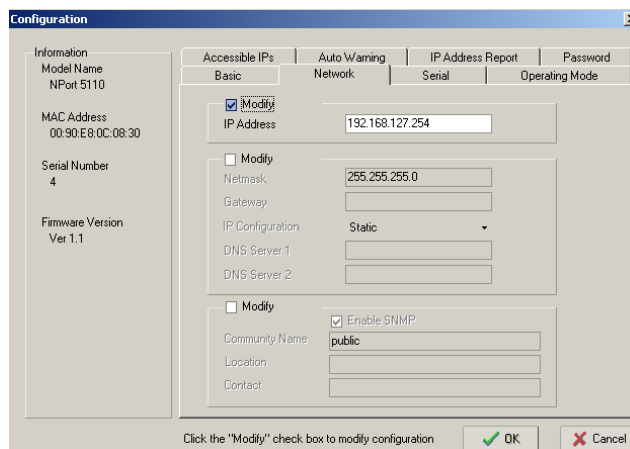 Configuration
Information
Model Name
NPort 5110
MAC Address
00:90:E8:0C:08:30
Serial Number
4
Firmware Version
Ver 1.1
Accessible IPs
Auto Warning
IP Address Report
Password
Basic
Network
Serial
Operating Mode
Modify
IP Address
192.168.127.254
Modify
Netmask
255.255.255.0
Gateway
IP Configuration
Static
DNS Server 1
DNS Server 2
Modify
Enable SNMP
Community Name
public
Location
Contact
Click the "Modify" check box to modify configuration
OK
Cancel